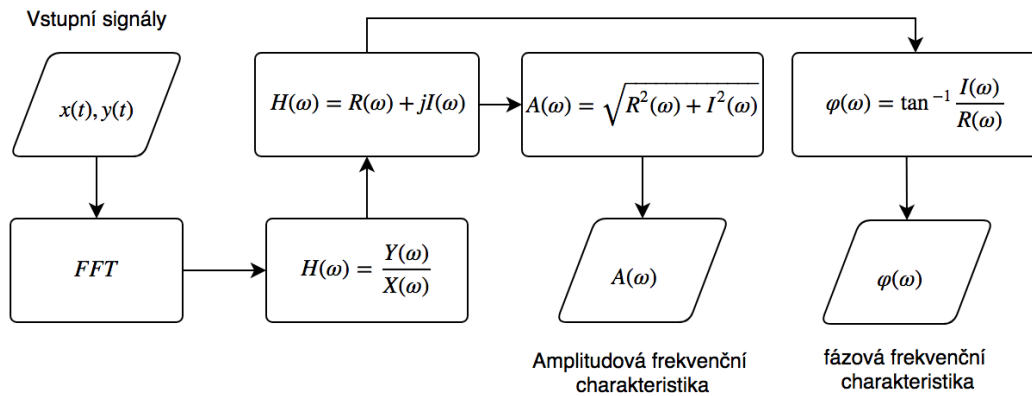 Vstupní signály
x(t), y(t)
FFT
H(ω) = Y(ω)/X(ω)
H(ω) = R(ω) + jI(ω)
A(ω) = √(R²(ω) + I²(ω))
φ(ω) = tan⁻¹ I(ω)/R(ω)
A(ω)
φ(ω)
Amplitudová frekvenční
charakteristika
fázová frekvenční
charakteristika